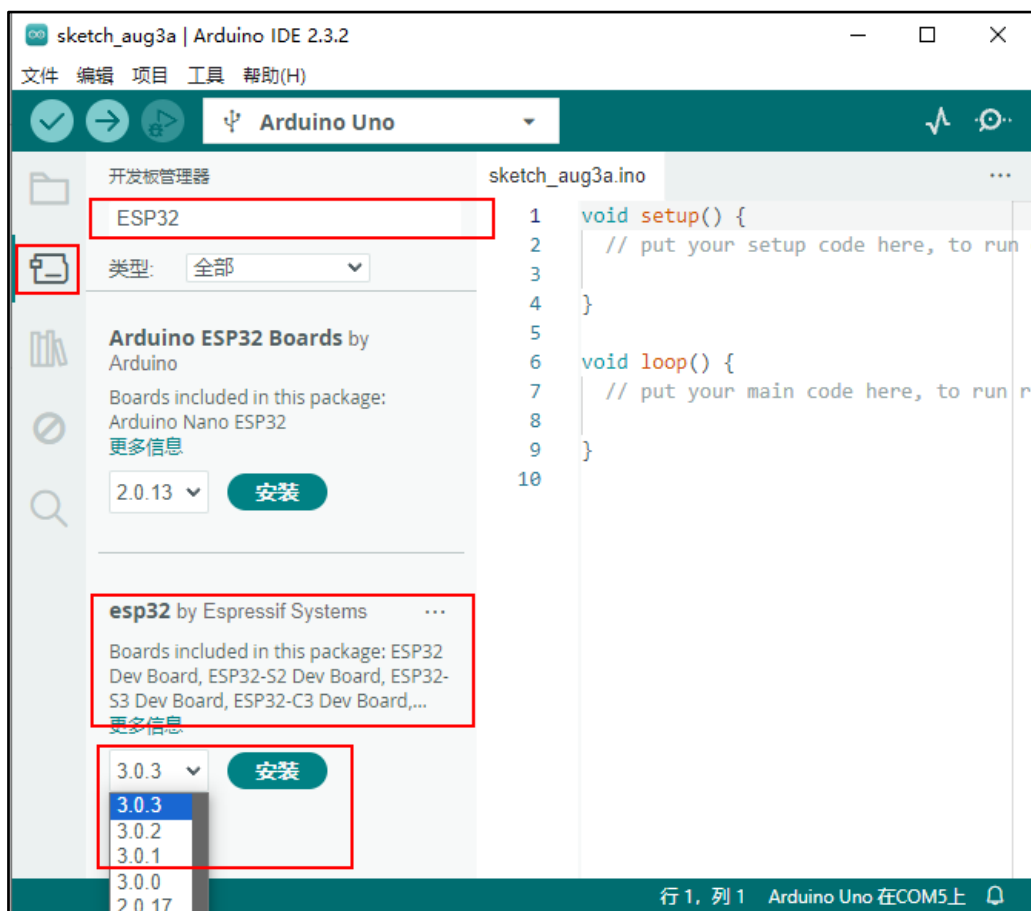 sketch_aug3a | Arduino IDE 2.3.2
文件 编辑 项目 工具 帮助(H)
Arduino Uno
开发板管理器
ESP32
类型: 全部
Arduino ESP32 Boards by
Arduino
Boards included in this package:
Arduino Nano ESP32
更多信息
2.0.13 安装
esp32 by Espressif Systems ...
Boards included in this package: ESP32
Dev Board, ESP32-S2 Dev Board, ESP32-
S3 Dev Board, ESP32-C3 Dev Board,...
更多信息
3.0.3 安装
3.0.3
3.0.2
3.0.1
3.0.0
2.0.17
sketch_aug3a.ino ...
1 void setup() {
2 // put your setup code here, to run
3
4 }
5
6 void loop() {
7 // put your main code here, to run r
8
9 }
10
行 1, 列 1 Arduino Uno 在COM5上